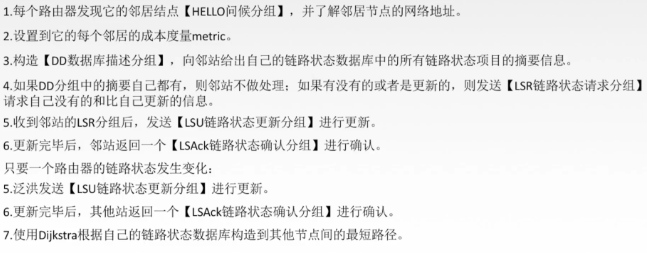 1.每个路由器发现它的邻居结点【HELLO问候分组】,并了解邻居节点的网络地址。
2.设置到它的每个邻居的成本度量metric。
3.构造【DD数据库描述分组】,向邻站给出自己的链路状态数据库中的所有链路状态项目的摘要信息。
4.如果DD分组中的摘要自己都有,则邻站不做处理;如果有没有的或者是更新的,则发送【LSR链路状态请求分组】
请求自己没有的和比自己更新的信息。
5.收到邻站的LSR分组后,发送【LSU链路状态更新分组】进行更新。
6.更新完毕后,邻站返回一个【LSAck链路状态确认分组】进行确认。
只要一个路由器的链路状态发生变化:
5.泛洪发送【LSU链路状态更新分组】进行更新。
6.更新完毕后,其他站返回一个【LSAck链路状态确认分组】进行确认。
7.使用Dijkstra根据自己的链路状态数据库构造到其他节点间的最短路径。